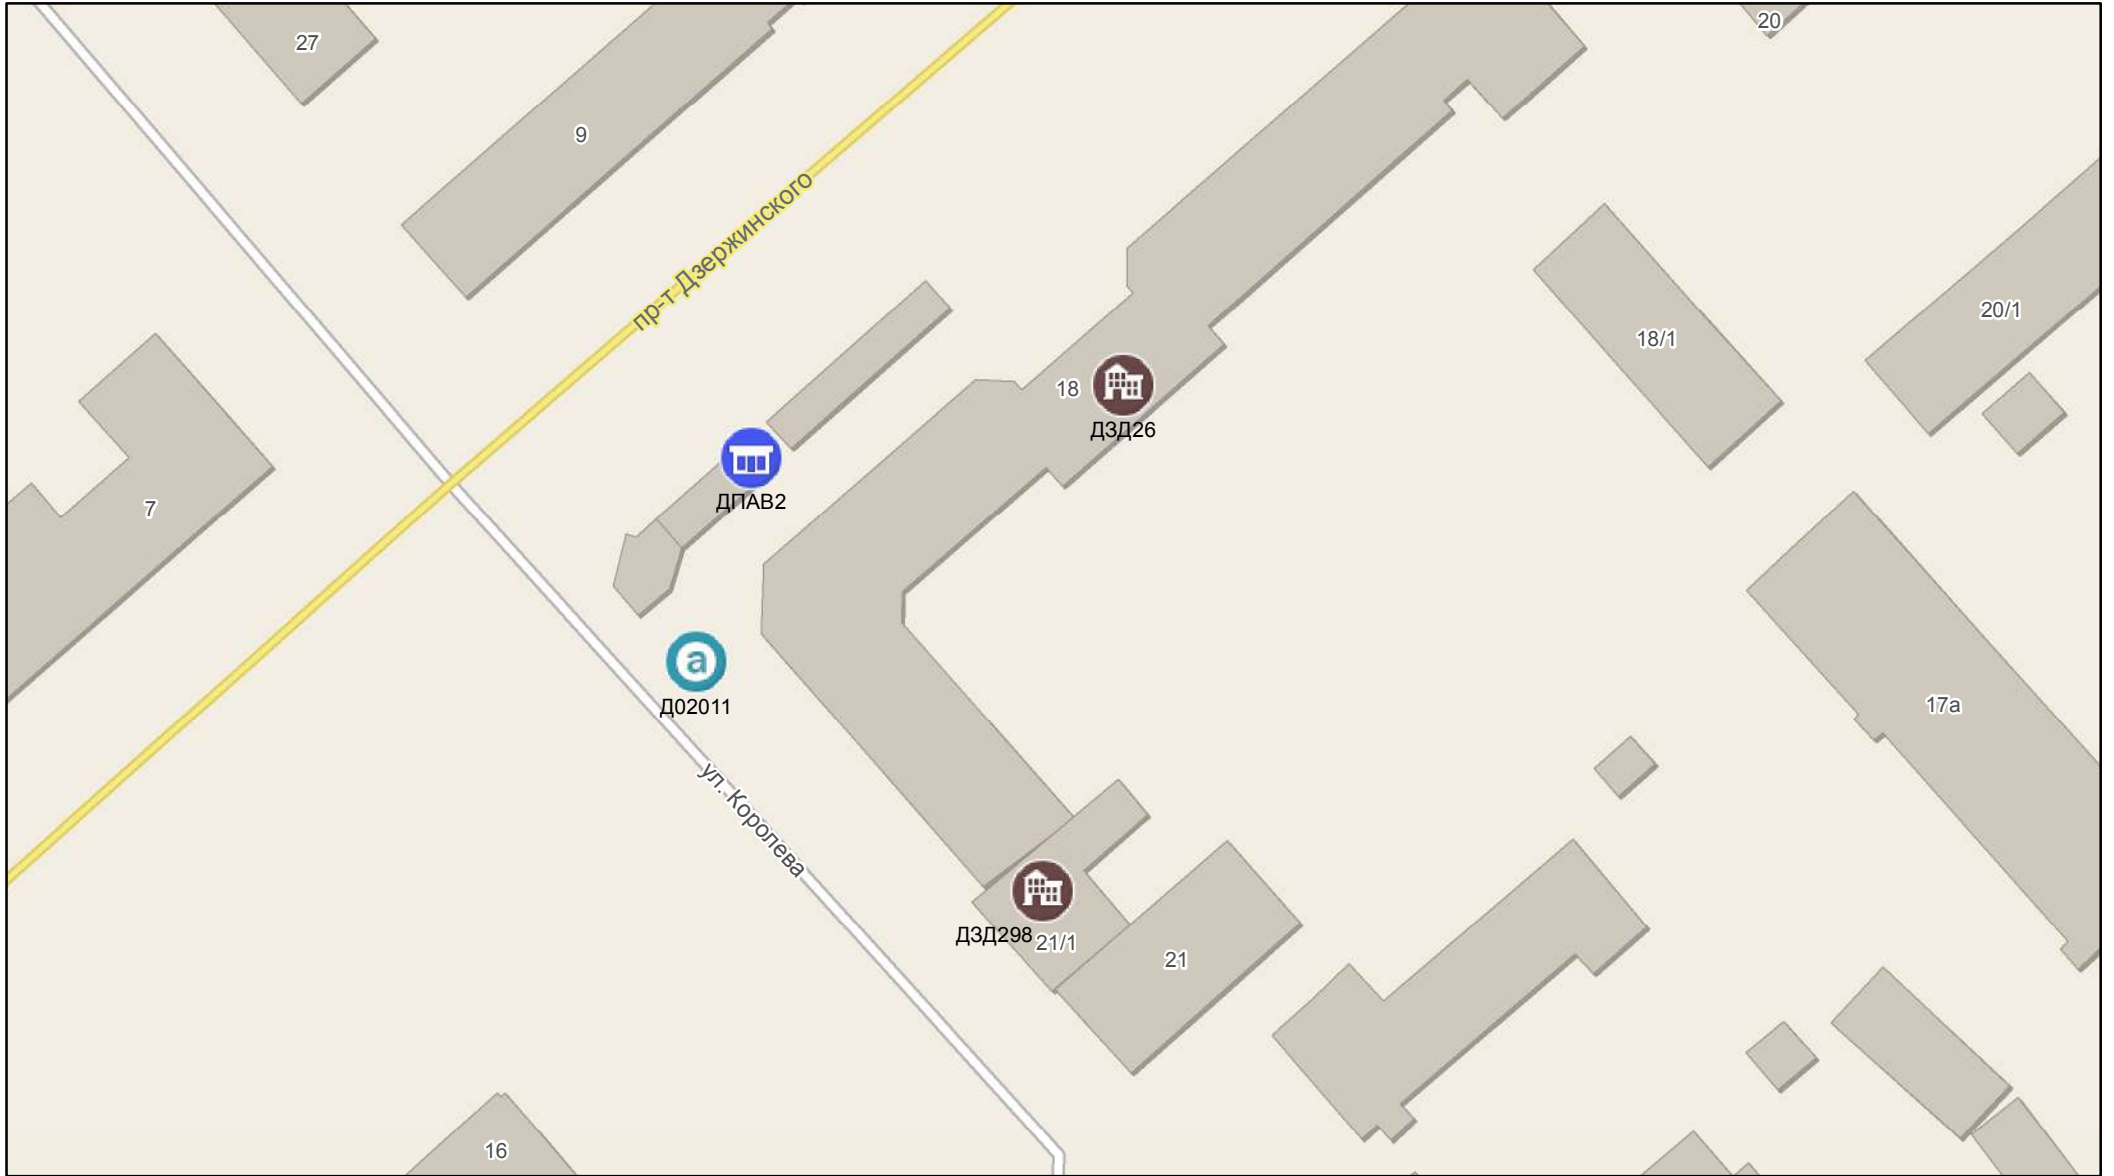 20
27
9
пр-т Дзержинского
20/1
18/1
18
ДЗД26
ДПАВ2
7
a
Д02011
17а
ул. Королева
ДЗД298
21/1
21
16